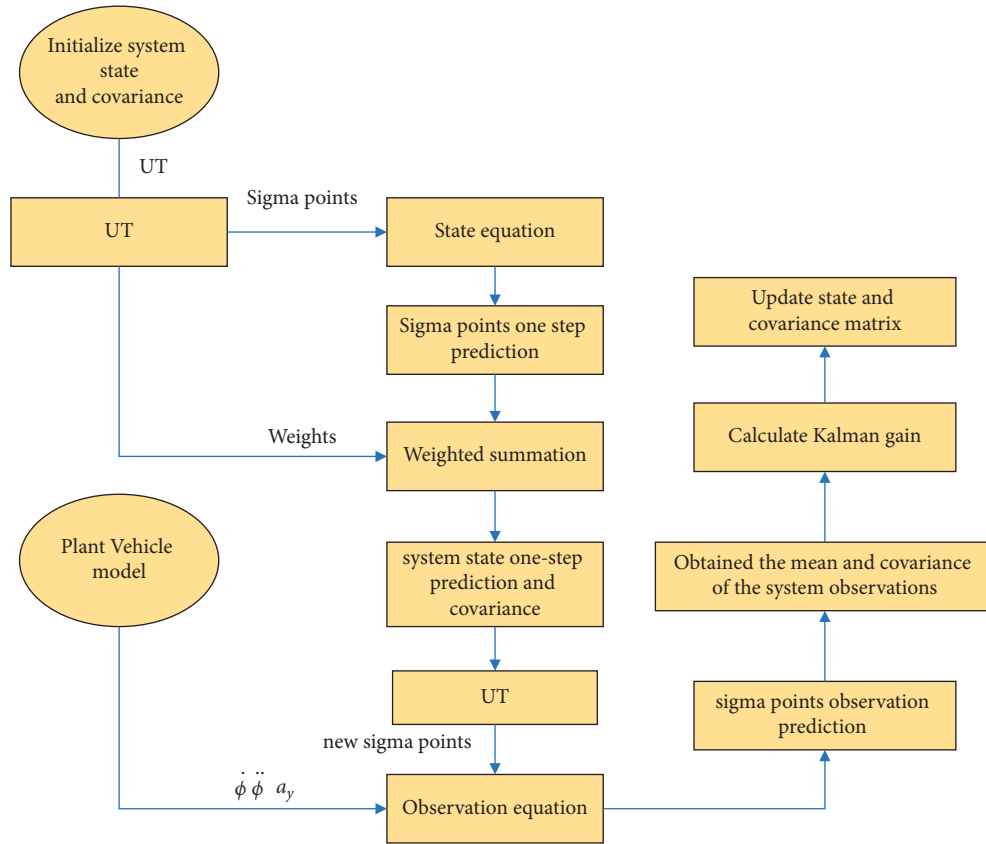 Initialize system
state
and covariance
UT
UT
Sigma points
State equation
Sigma points one step
prediction
Weights
Weighted summation
Plant Vehicle
model
system state one-step
prediction and
covariance
UT
new sigma points
ϕ̇ ϕ̈ a_y
Observation equation
sigma points observation
prediction
Obtained the mean and covariance
of the system observations
Calculate Kalman gain
Update state and
covariance matrix